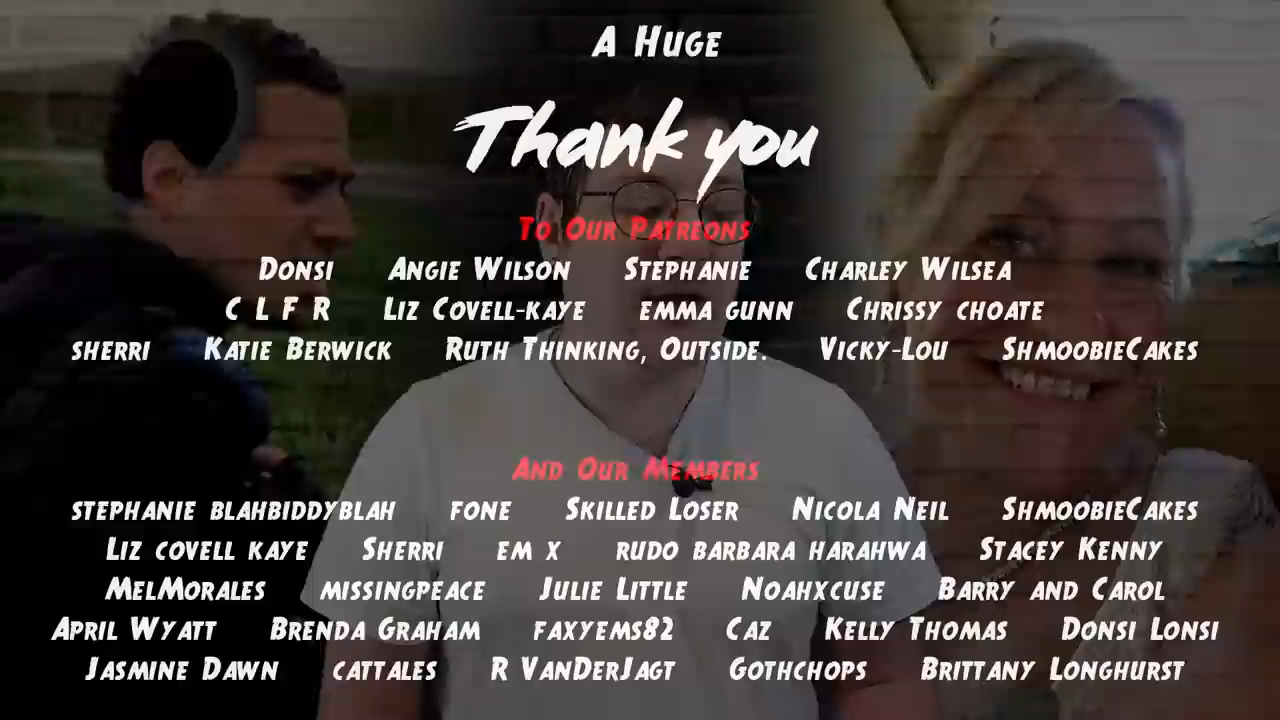 A Huge
Thank you
To Our Patreons
Donsi Angie Wilson Stephanie Charley Wilsea
C L F R Liz Covell-kaye emma gunn Chrissy choate
sherri Katie Berwick Ruth Thinking, Outside. Vicky-Lou ShmoobieCakes
And Our Members
stephanie blahbiddyblah fone Skilled Loser Nicola Neil ShmoobieCakes
Liz covell kaye Sherri em x rudo barbara harahwa Stacey Kenny
MelMorales missingpeace Julie Little Noahxcuse Barry and Carol
April Wyatt Brenda Graham faxyems82 Caz Kelly Thomas Donsi Lonsi
Jasmine Dawn cattales R VanDerJagt Gothchops Brittany Longhurst